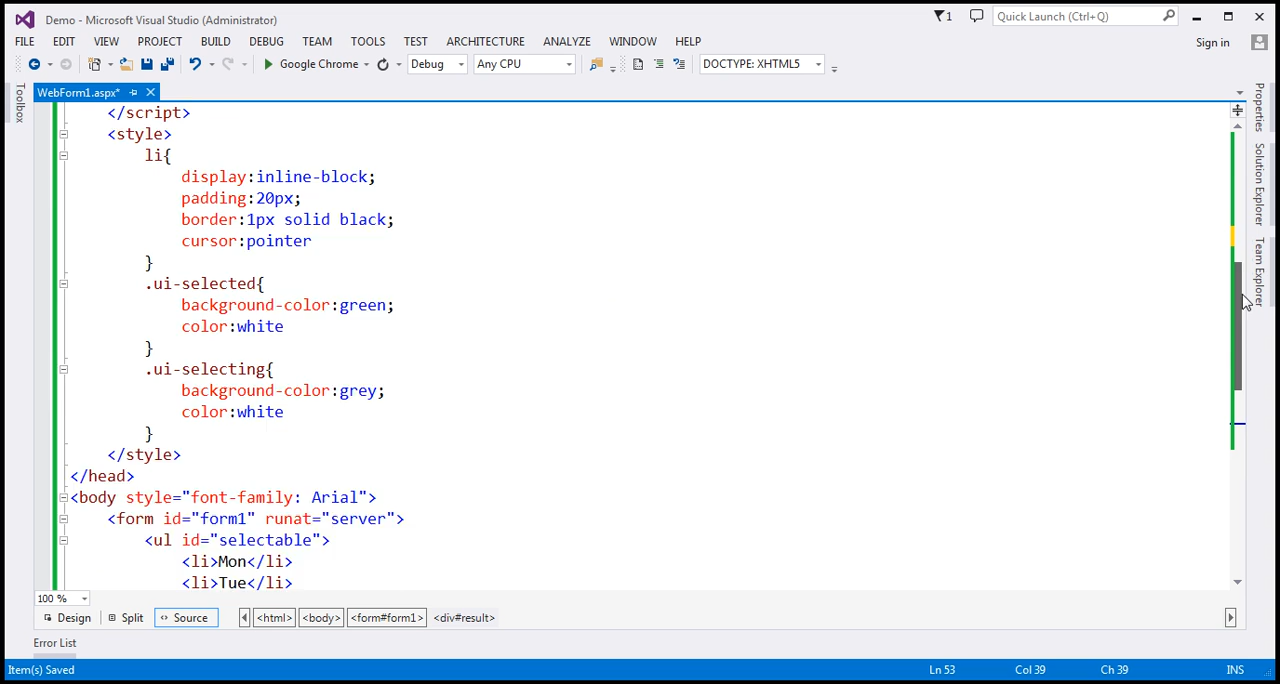 Demo - Microsoft Visual Studio (Administrator)
1
Quick Launch (Ctrl+Q)
FILE EDIT VIEW PROJECT BUILD DEBUG TEAM TOOLS TEST ARCHITECTURE ANALYZE WINDOW HELP
Sign in
Google Chrome Debug Any CPU DOCTYPE: XHTML5
Toolbox
WebForm1.aspx*
Properties
Solution Explorer
Team Explorer
</script>
<style>
li{
display:inline-block;
padding:20px;
border:1px solid black;
cursor:pointer
}
.ui-selected{
background-color:green;
color:white
}
.ui-selecting{
background-color:grey;
color:white
}
</style>
</head>
<body style="font-family: Arial">
<form id="form1" runat="server">
<ul id="selectable">
<li>Mon</li>
<li>Tue</li>
100 %
Design Split Source <html> <body> <form#form1> <div#result>
Error List
Item(s) Saved Ln 53 Col 39 Ch 39 INS